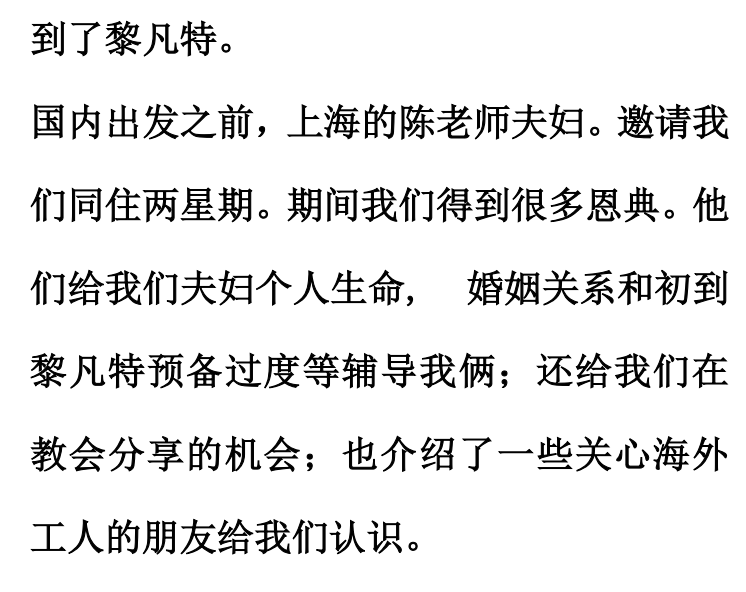 到了黎凡特。
国内出发之前，上海的陈老师夫妇。邀请我
们同住两星期。期间我们得到很多恩典。他
们给我们夫妇个人生命,　婚姻关系和初到
黎凡特预备过度等辅导我俩；还给我们在
教会分享的机会；也介绍了一些关心海外
工人的朋友给我们认识。